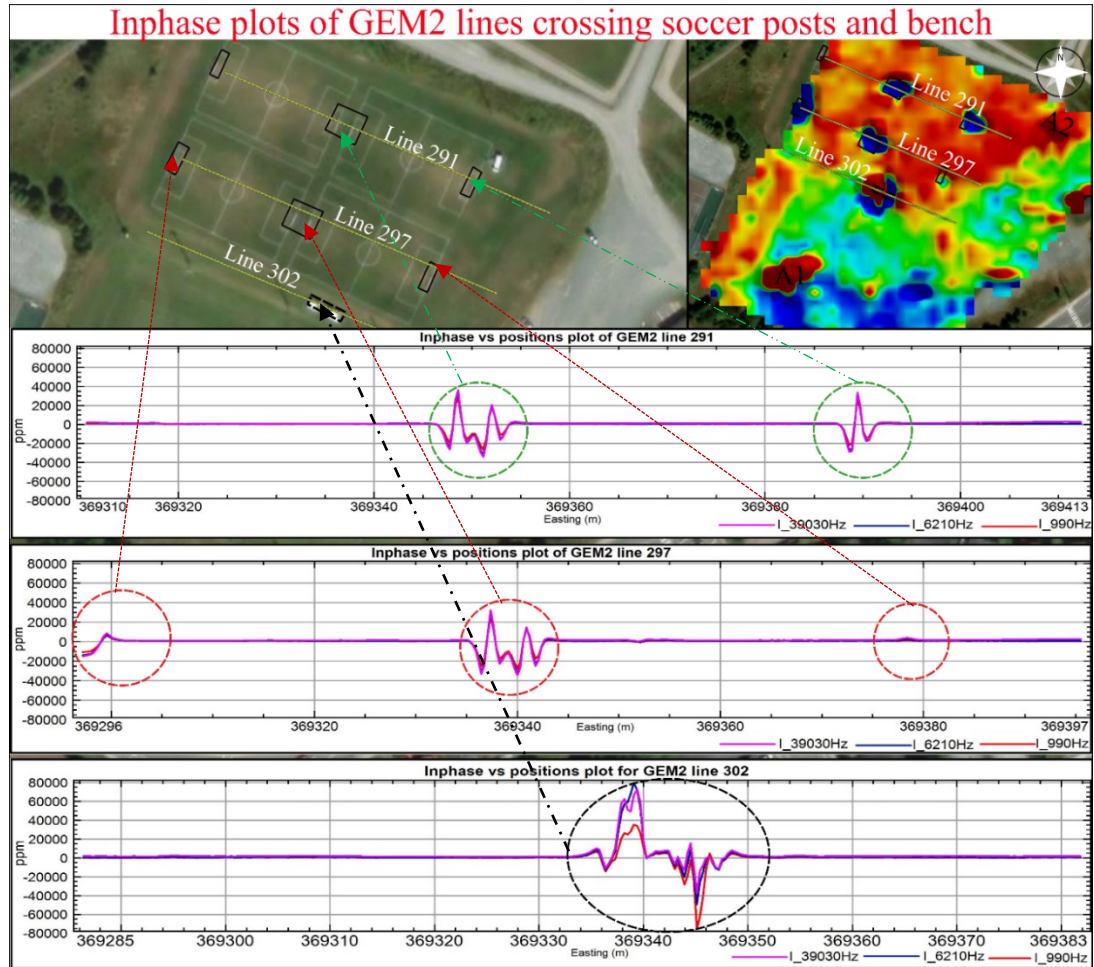 Inphase plots of GEM2 lines crossing soccer posts and bench
Line 291
Line 297
Line 302
N
Line 291
A2
Line 297
Line 302
A1
Inphase vs positions plot of GEM2 line 291
80000
60000
40000
20000
0
-20000
-40000
-60000
-80000
ppm
369310 369320 369340 369360 369380 369400 369413
Easting (m)
I_39030Hz I_6210Hz I_990Hz
Inphase vs positions plot of GEM2 line 297
80000
60000
40000
20000
0
-20000
-40000
-60000
-80000
ppm
369296 369320 369340 369360 369380 369397
Easting (m)
I_39030Hz I_6210Hz I_990Hz
Inphase vs positions plot for GEM2 line 302
80000
60000
40000
20000
0
-20000
-40000
-60000
-80000
ppm
369285 369300 369310 369320 369330 369340 369350 369360 369370 369383
Easting (m)
I_39030Hz I_6210Hz I_990Hz